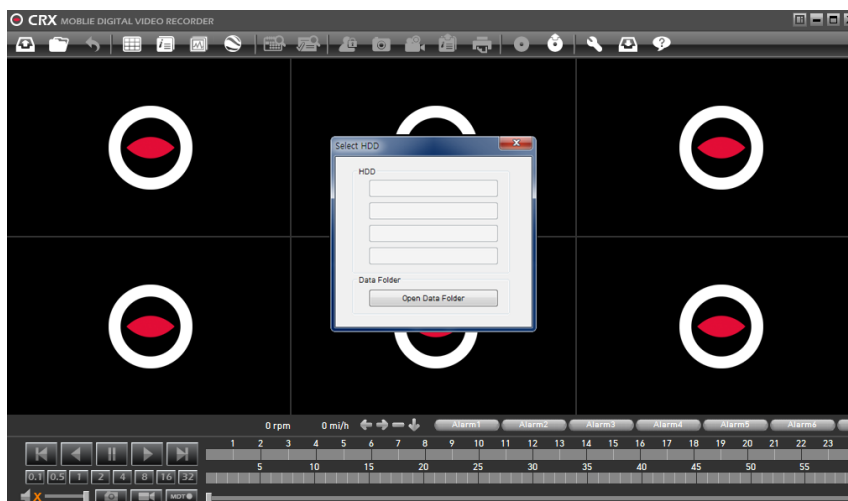 CRX MOBLIE DIGITAL VIDEO RECORDER
Select HDD
HDD
Data Folder
Open Data Folder
0 rpm 0 mi/h Alarm1 Alarm2 Alarm3 Alarm4 Alarm5 Alarm6
1 2 3 4 5 6 7 8 9 10 11 12 13 14 15 16 17 18 19 20 21 22 23
5 10 15 20 25 30 35 40 45 50 55
0.1 0.5 1 2 4 8 16 32
X MDT